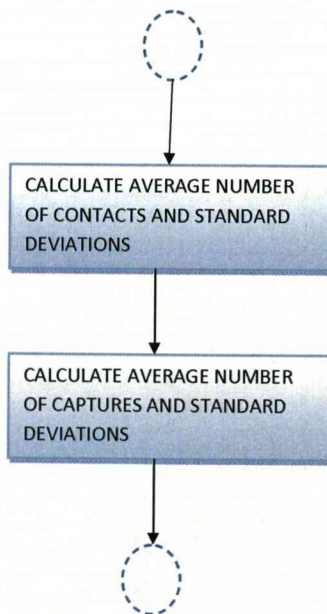 CALCULATE AVERAGE NUMBER
OF CONTACTS AND STANDARD
DEVIATIONS
CALCULATE AVERAGE NUMBER
OF CAPTURES AND STANDARD
DEVIATIONS